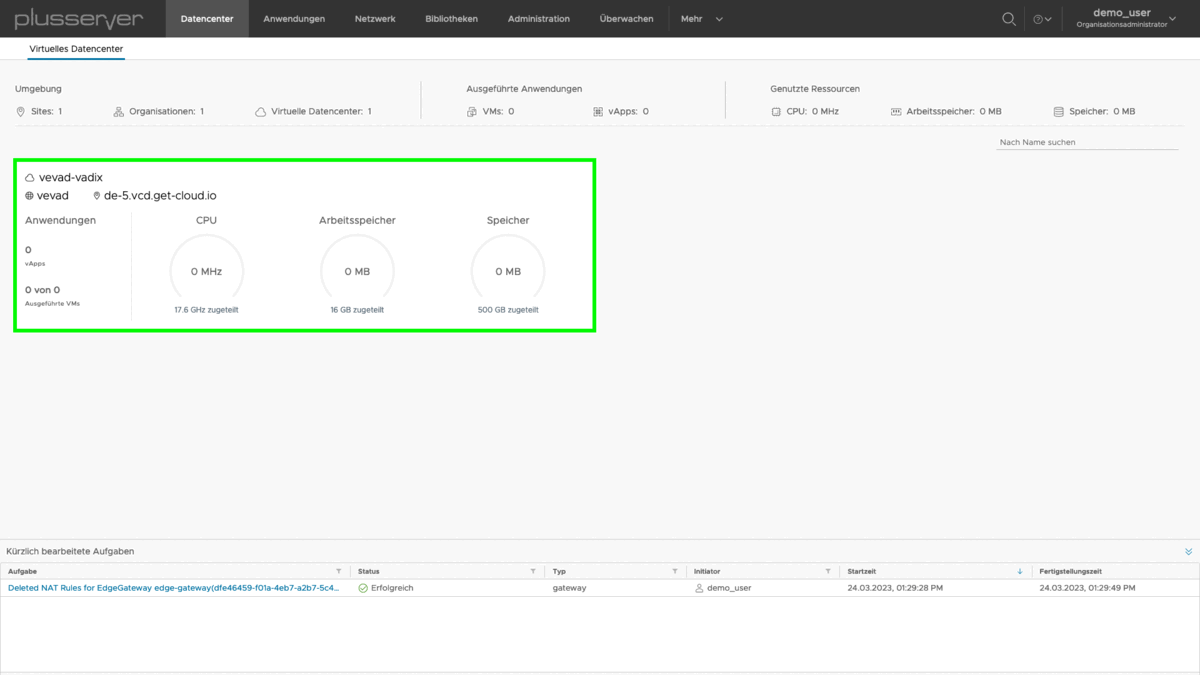 plusserver
Datencenter Anwendungen Netzwerk Bibliotheken Administration Überwachen Mehr
demo_user
Organisationsadministrator
Virtuelles Datencenter
Umgebung Ausgeführte Anwendungen Genutzte Ressourcen
Sites: 1 Organisationen: 1 Virtuelle Datencenter: 1 VMs: 0 vApps: 0 CPU: 0 MHz Arbeitsspeicher: 0 MB Speicher: 0 MB
Nach Name suchen
vevad-vadix
vevad de-5.vcd.get-cloud.io
Anwendungen CPU Arbeitsspeicher Speicher
0
vApps
0 MHz 0 MB 0 MB
0 von 0
Ausgeführte VMs
17.6 GHz zugeteilt 16 GB zugeteilt 500 GB zugeteilt
Kürzlich bearbeitete Aufgaben
Aufgabe Status Typ Initiator Startzeit Fertigstellungszeit
Deleted NAT Rules for EdgeGateway edge-gateway(dfe46459-f01a-4eb7-a2b7-5c4... Erfolgreich gateway demo_user 24.03.2023, 01:29:28 PM 24.03.2023, 01:29:49 PM